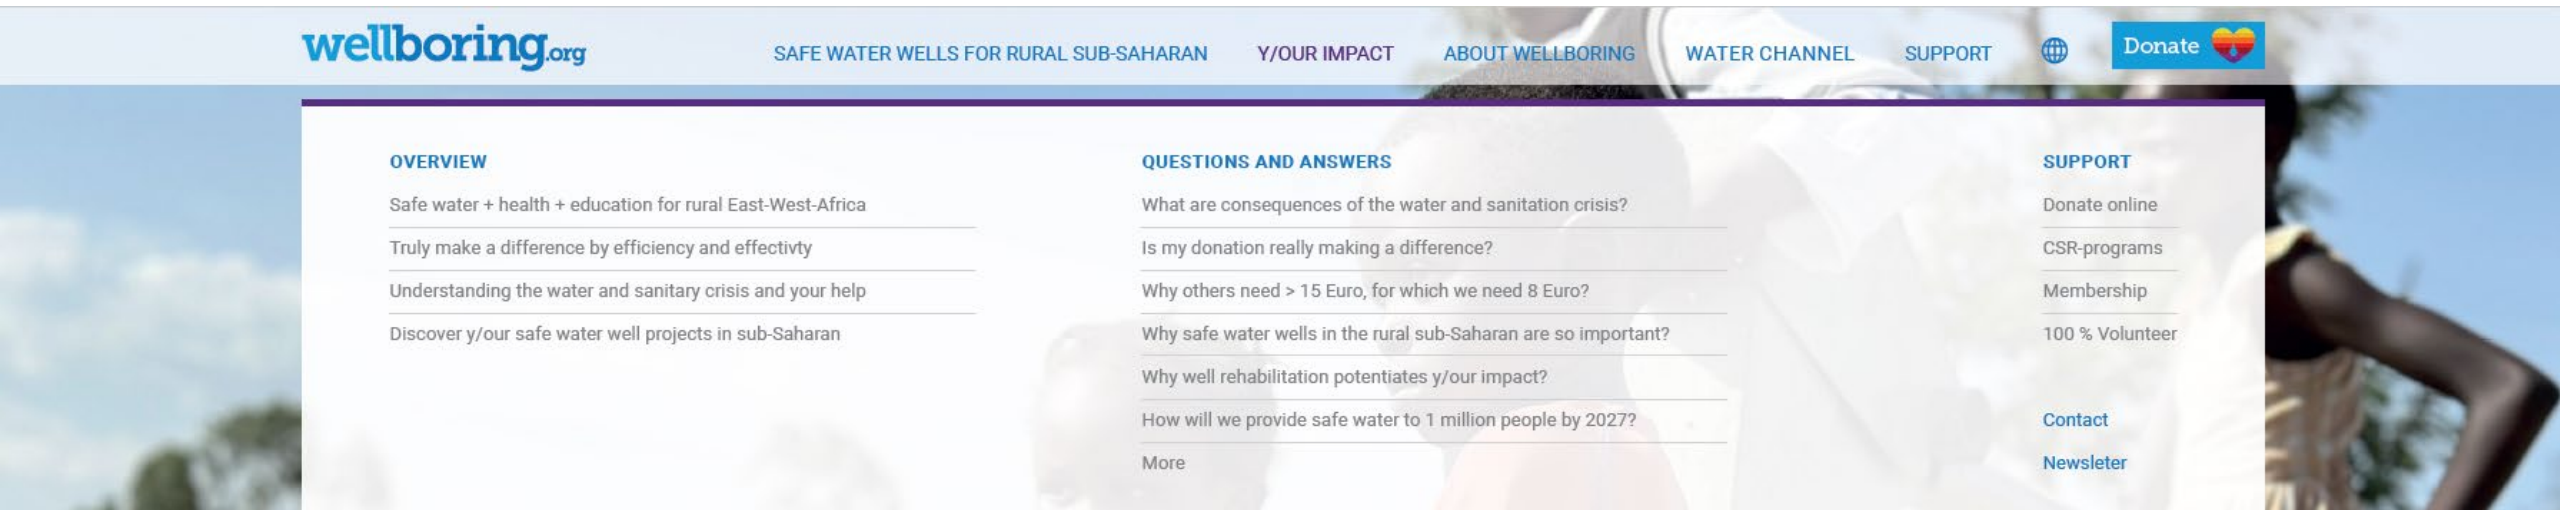 wellboring.org
SAFE WATER WELLS FOR RURAL SUB-SAHARAN
Y/OUR IMPACT
ABOUT WELLBORING
WATER CHANNEL
SUPPORT
Donate
OVERVIEW
Safe water + health + education for rural East-West-Africa
Truly make a difference by efficiency and effectivty
Understanding the water and sanitary crisis and your help
Discover y/our safe water well projects in sub-Saharan
QUESTIONS AND ANSWERS
What are consequences of the water and sanitation crisis?
Is my donation really making a difference?
Why others need > 15 Euro, for which we need 8 Euro?
Why safe water wells in the rural sub-Saharan are so important?
Why well rehabilitation potentiates y/our impact?
How will we provide safe water to 1 million people by 2027?
More
SUPPORT
Donate online
CSR-programs
Membership
100 % Volunteer
Contact
Newsleter